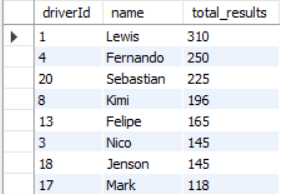 driverId name total_results
1 Lewis 310
4 Fernando 250
20 Sebastian 225
8 Kimi 196
13 Felipe 165
3 Nico 145
18 Jenson 145
17 Mark 118